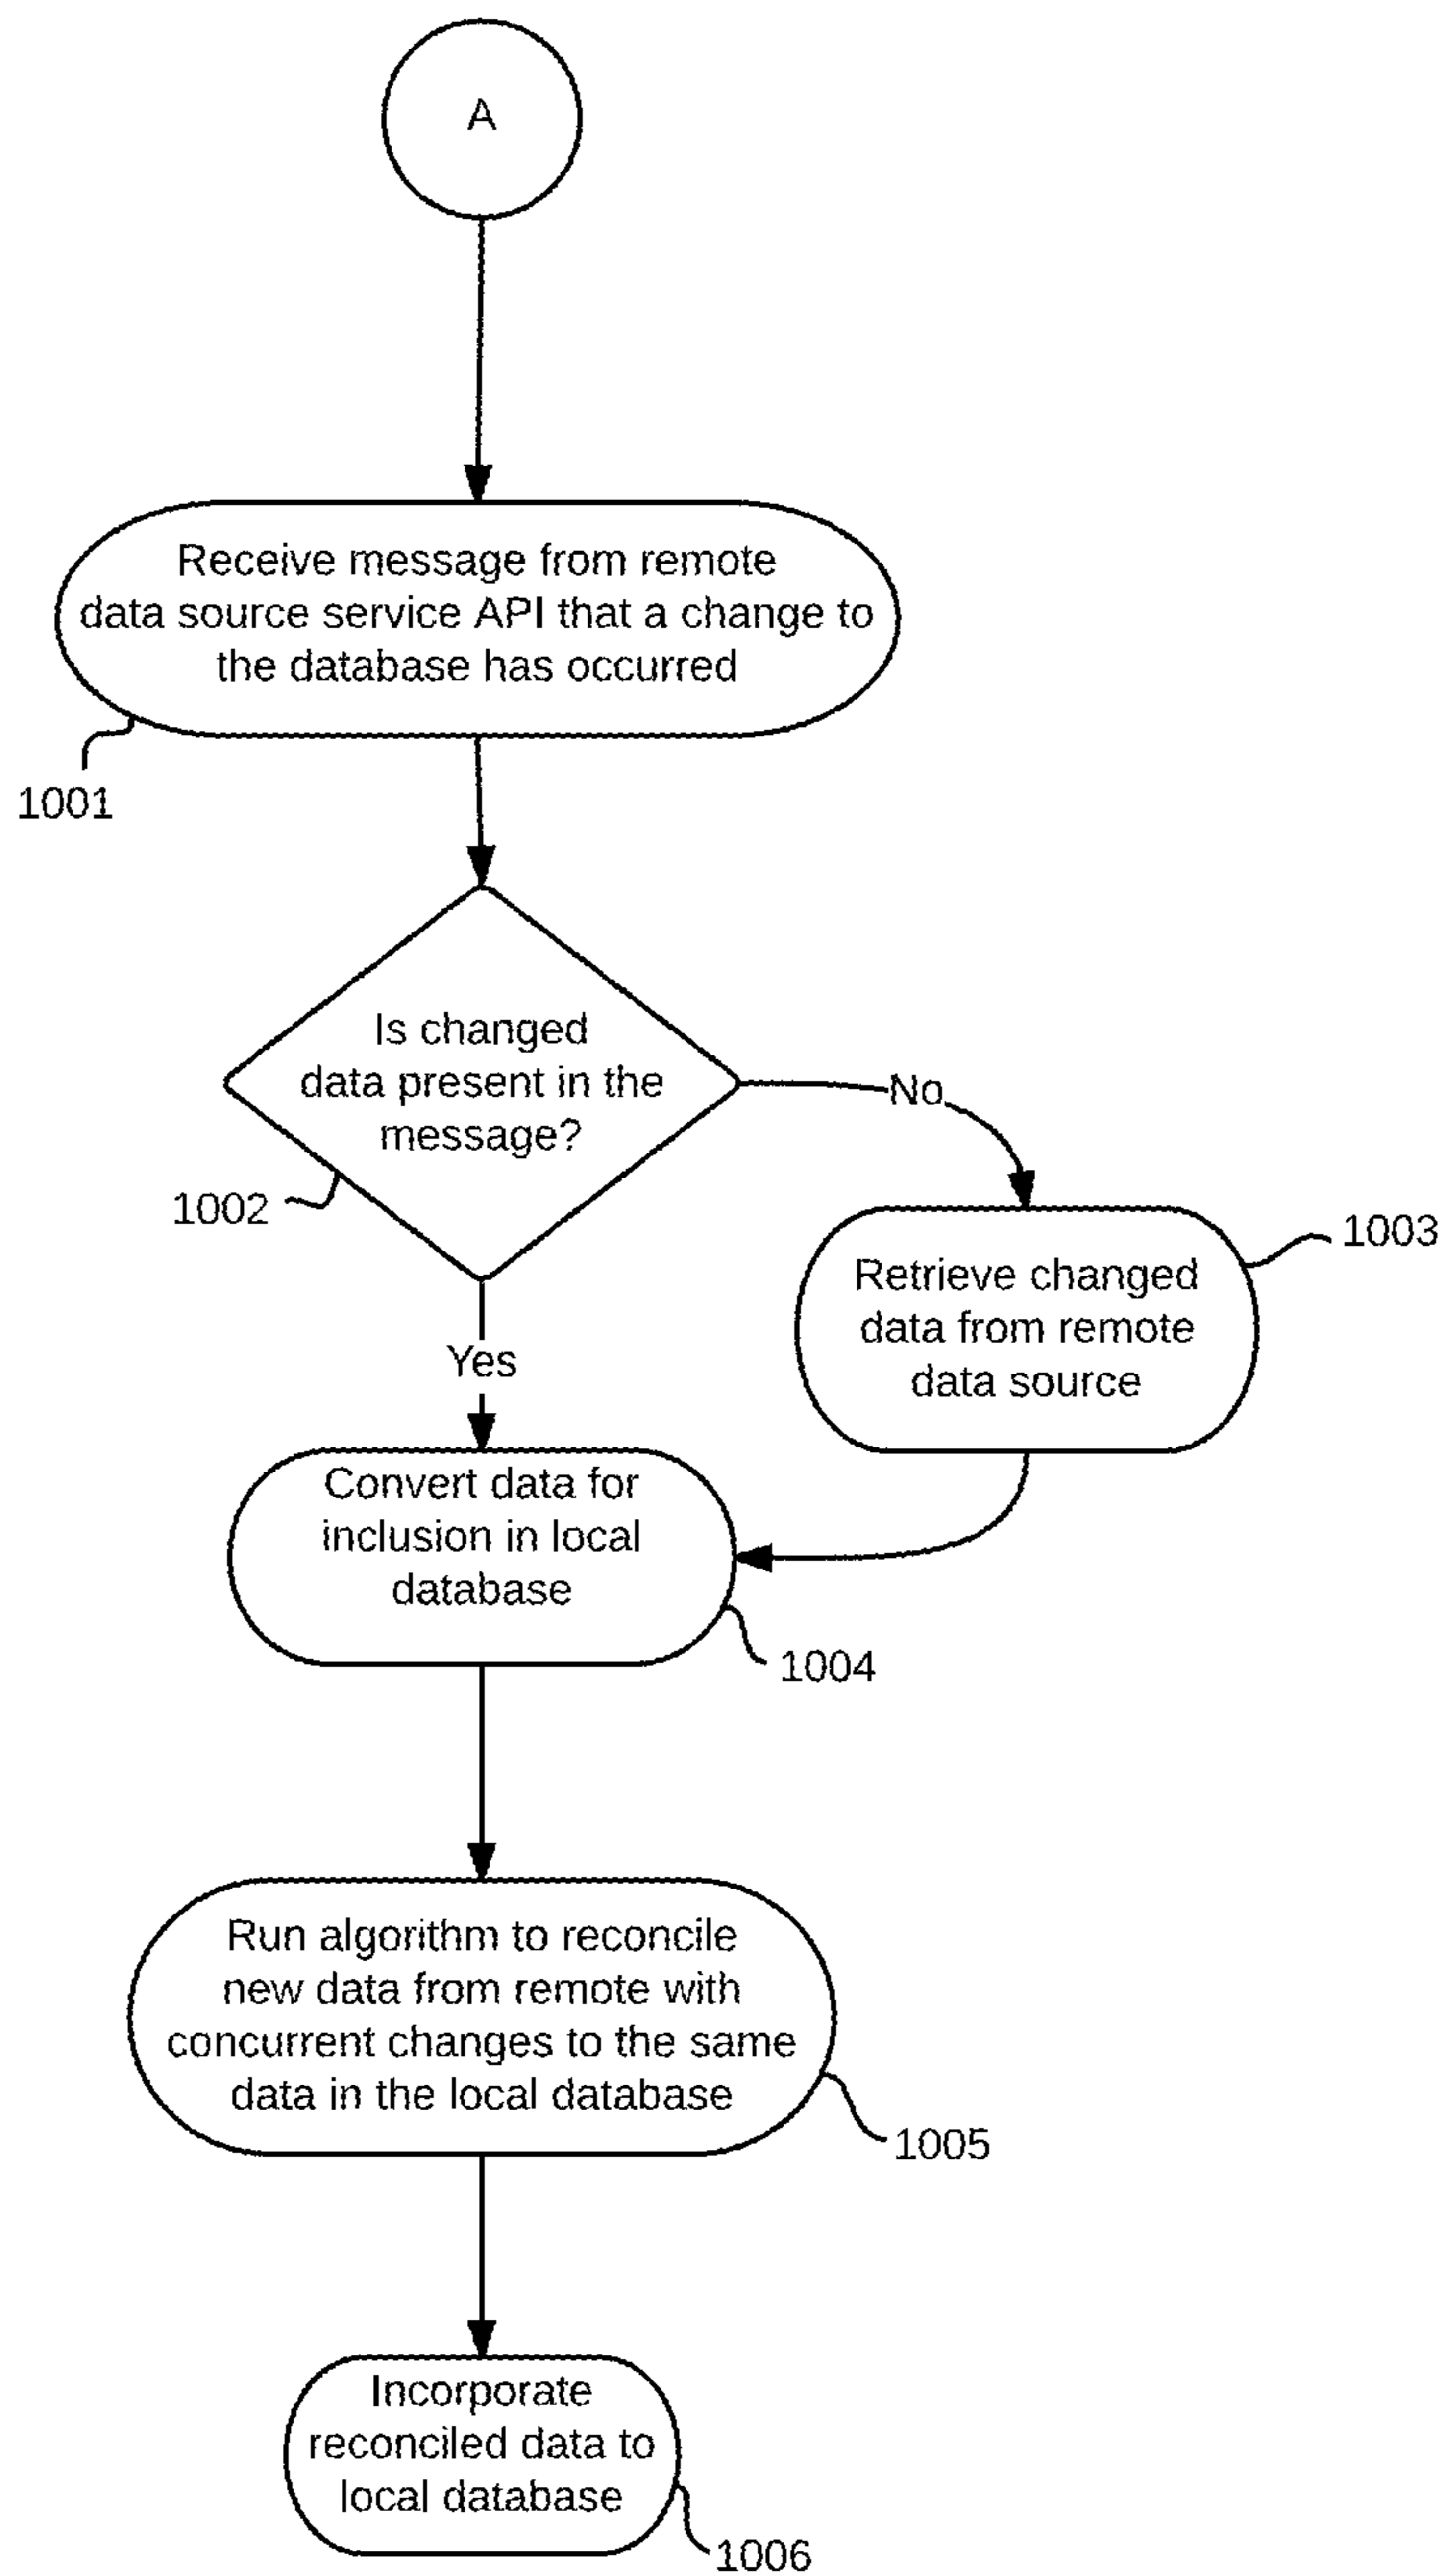 A
Receive message from remote
data source service API that a change to
the database has occurred
1001
Is changed
data present in the
message?
1002
No
1003
Retrieve changed
data from remote
data source
Yes
Convert data for
inclusion in local
database
1004
Run algorithm to reconcile
new data from remote with
concurrent changes to the same
data in the local database
1005
Incorporate
reconciled data to
local database
1006